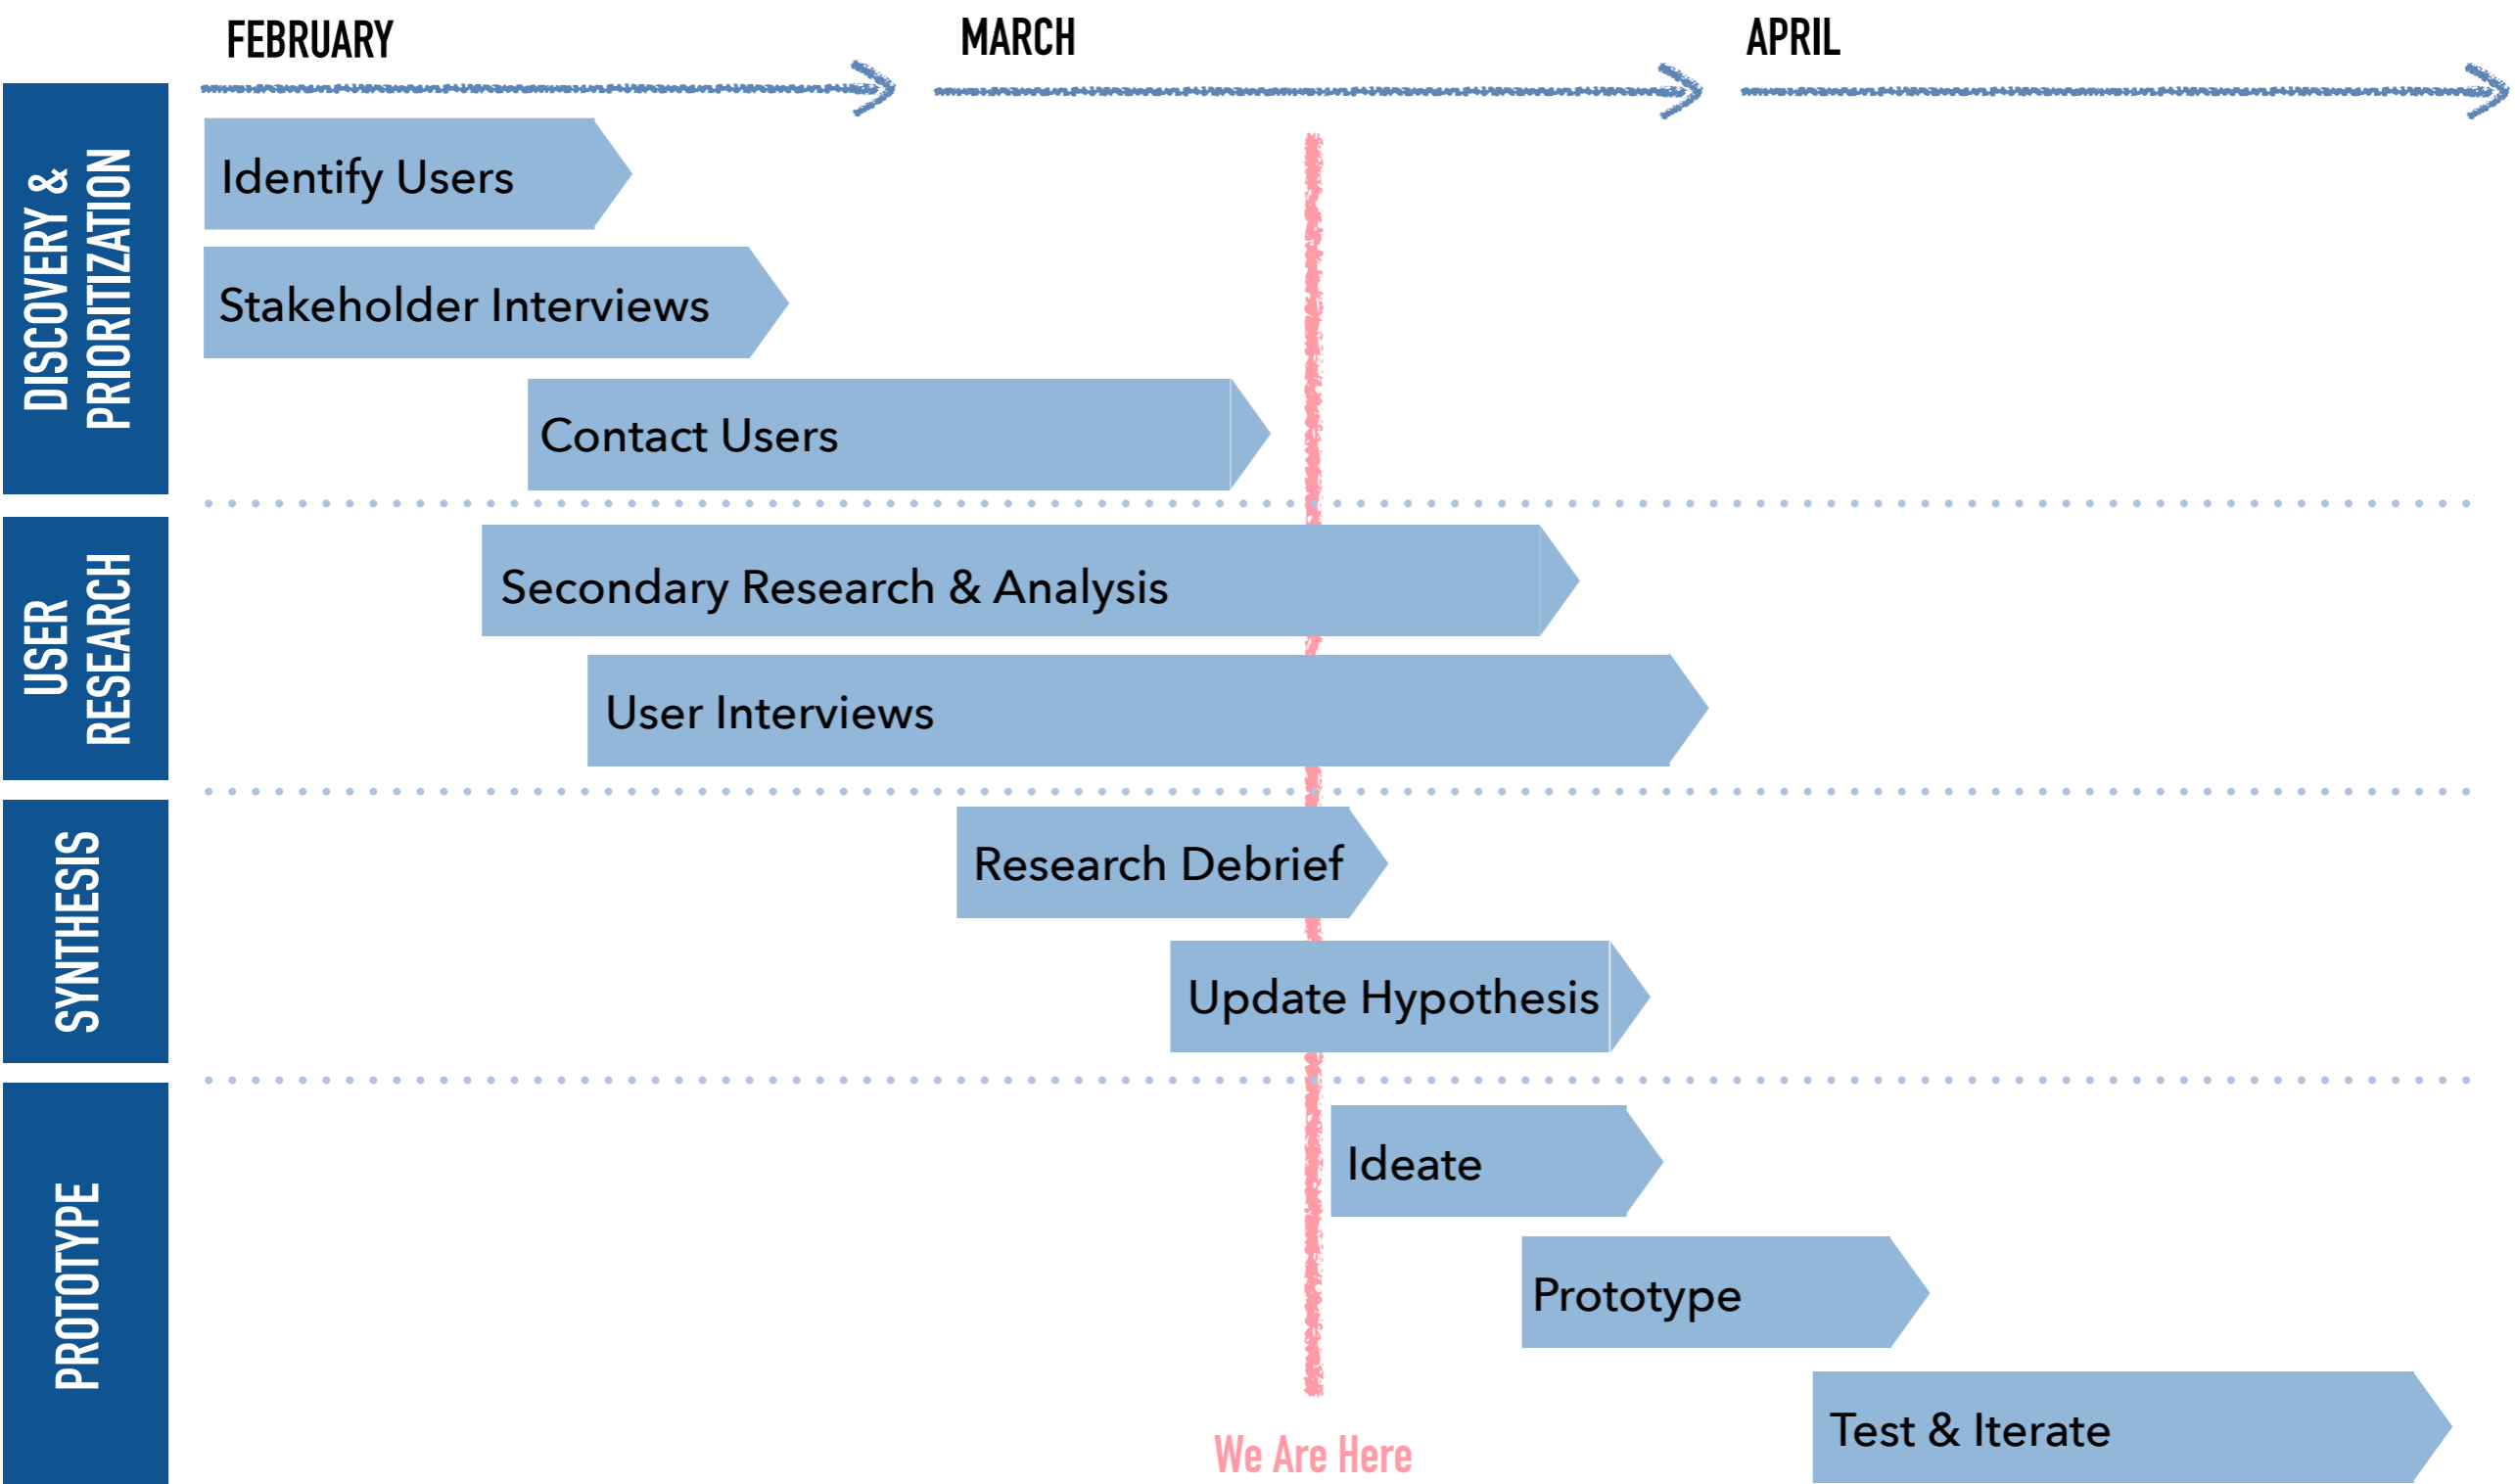 FEBRUARY
MARCH
APRIL
DISCOVERY &
PRIORITIZATION
Identify Users
Stakeholder Interviews
Contact Users
USER
RESEARCH
Secondary Research & Analysis
User Interviews
SYNTHESIS
Research Debrief
Update Hypothesis
PROTOTYPE
Ideate
Prototype
Test & Iterate
We Are Here